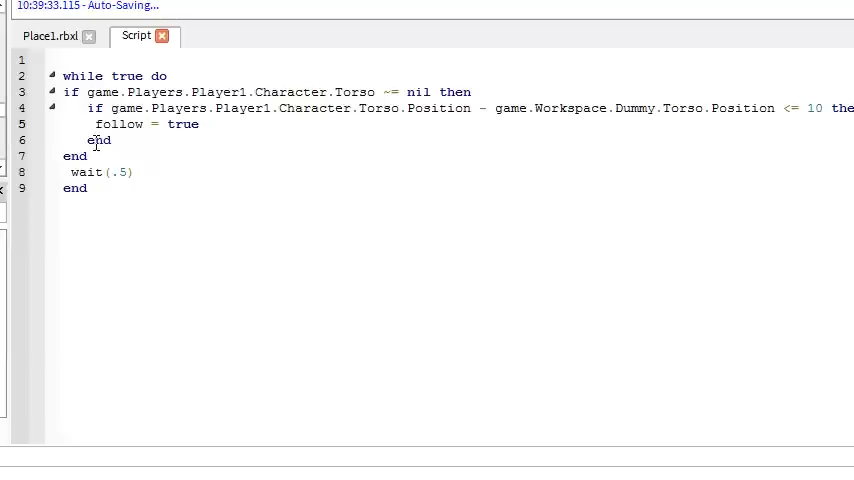 10:39:33.115 - Auto-Saving...
Place1.rbxl Script
1
2 while true do
3 if game.Players.Player1.Character.Torso ~= nil then
4 if game.Players.Player1.Character.Torso.Position - game.Workspace.Dummy.Torso.Position <= 10 the
5 follow = true
6 end
7 end
8 wait(.5)
9 end